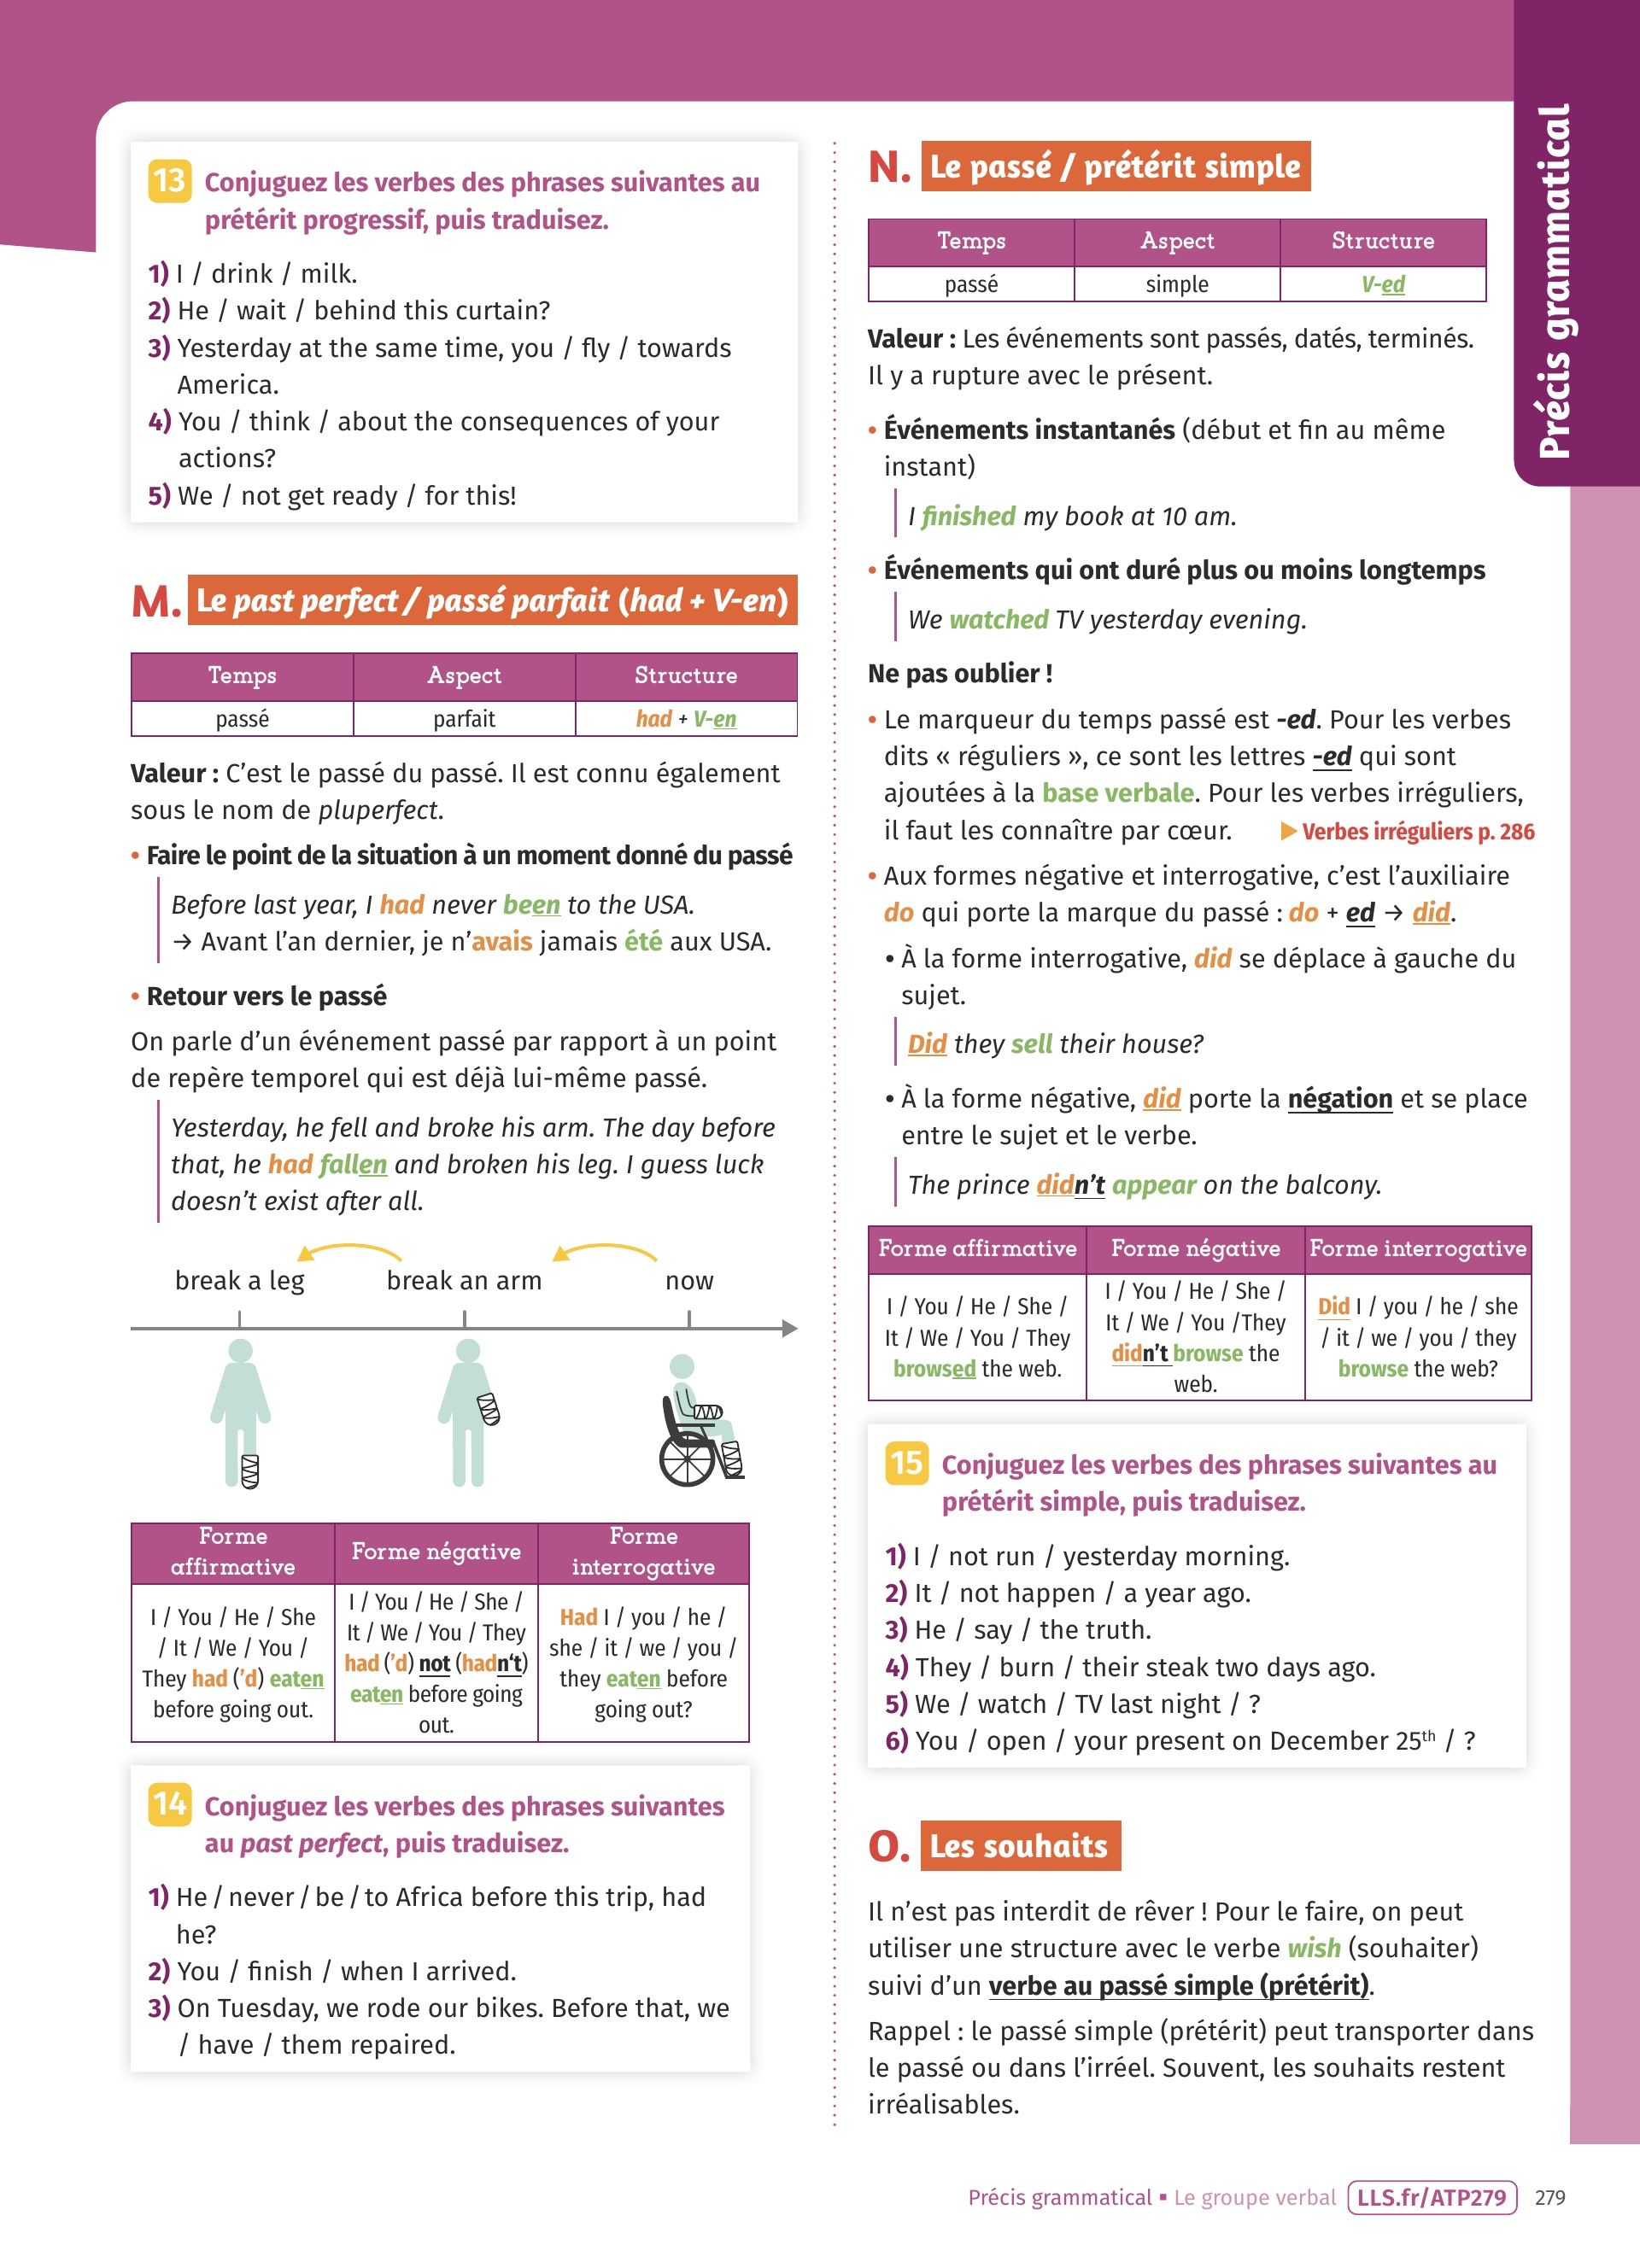 Précis grammatical
13 Conjuguez les verbes des phrases suivantes au
prétérit progressif, puis traduisez.
1) I / drink / milk.
2) He / wait / behind this curtain?
3) Yesterday at the same time, you / fly / towards
America.
4) You / think / about the consequences of your
actions?
5) We / not get ready / for this!
M. Le past perfect / passé parfait (had + V-en)
Temps Aspect Structure
passé parfait had + V-en
Valeur : C’est le passé du passé. Il est connu également
sous le nom de pluperfect.
• Faire le point de la situation à un moment donné du passé
Before last year, I had never been to the USA.
→ Avant l’an dernier, je n’avais jamais été aux USA.
• Retour vers le passé
On parle d’un événement passé par rapport à un point
de repère temporel qui est déjà lui-même passé.
Yesterday, he fell and broke his arm. The day before
that, he had fallen and broken his leg. I guess luck
doesn’t exist after all.
break a leg break an arm now
Forme affirmative Forme négative Forme interrogative
I / You / He / She
/ It / We / You /
They had (’d) eaten
before going out.
I / You / He / She /
It / We / You / They
had (’d) not (hadn‘t)
eaten before going
out.
Had I / you / he /
she / it / we / you /
they eaten before
going out?
14 Conjuguez les verbes des phrases suivantes
au past perfect, puis traduisez.
1) He / never / be / to Africa before this trip, had
he?
2) You / finish / when I arrived.
3) On Tuesday, we rode our bikes. Before that, we
/ have / them repaired.
N. Le passé / prétérit simple
Temps Aspect Structure
passé simple V-ed
Valeur : Les événements sont passés, datés, terminés.
Il y a rupture avec le présent.
• Événements instantanés (début et fin au même
instant)
I finished my book at 10 am.
• Événements qui ont duré plus ou moins longtemps
We watched TV yesterday evening.
Ne pas oublier !
• Le marqueur du temps passé est -ed. Pour les verbes
dits « réguliers », ce sont les lettres -ed qui sont
ajoutées à la base verbale. Pour les verbes irréguliers,
il faut les connaître par cœur. ▶ Verbes irréguliers p. 286
• Aux formes négative et interrogative, c’est l’auxiliaire
do qui porte la marque du passé : do + ed → did.
• À la forme interrogative, did se déplace à gauche du
sujet.
Did they sell their house?
• À la forme négative, did porte la négation et se place
entre le sujet et le verbe.
The prince didn’t appear on the balcony.
Forme affirmative Forme négative Forme interrogative
I / You / He / She /
It / We / You / They
browsed the web.
I / You / He / She /
It / We / You /They
didn’t browse the
web.
Did I / you / he / she
/ it / we / you / they
browse the web?
15 Conjuguez les verbes des phrases suivantes au
prétérit simple, puis traduisez.
1) I / not run / yesterday morning.
2) It / not happen / a year ago.
3) He / say / the truth.
4) They / burn / their steak two days ago.
5) We / watch / TV last night / ?
6) You / open / your present on December 25th / ?
O. Les souhaits
Il n’est pas interdit de rêver ! Pour le faire, on peut
utiliser une structure avec le verbe wish (souhaiter)
suivi d’un verbe au passé simple (prétérit).
Rappel : le passé simple (prétérit) peut transporter dans
le passé ou dans l’irréel. Souvent, les souhaits restent
irréalisables.
Précis grammatical ▪ Le groupe verbal LLS.fr/ATP279 279